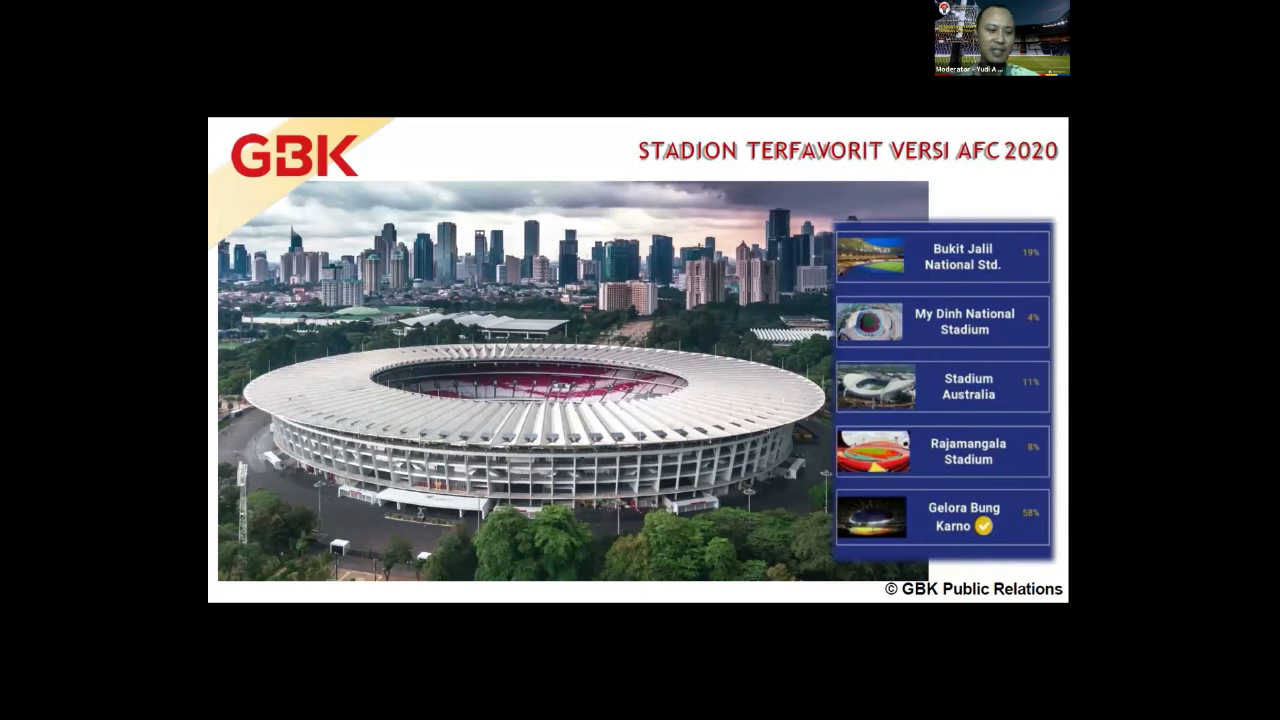 Moderator - Yudi A ...
GBK
STADION TERFAVORIT VERSI AFC 2020
Bukit Jalil
National Std.
19%
My Dinh National
Stadium
4%
Stadium
Australia
11%
Rajamangala
Stadium
8%
Gelora Bung
Karno
58%
© GBK Public Relations